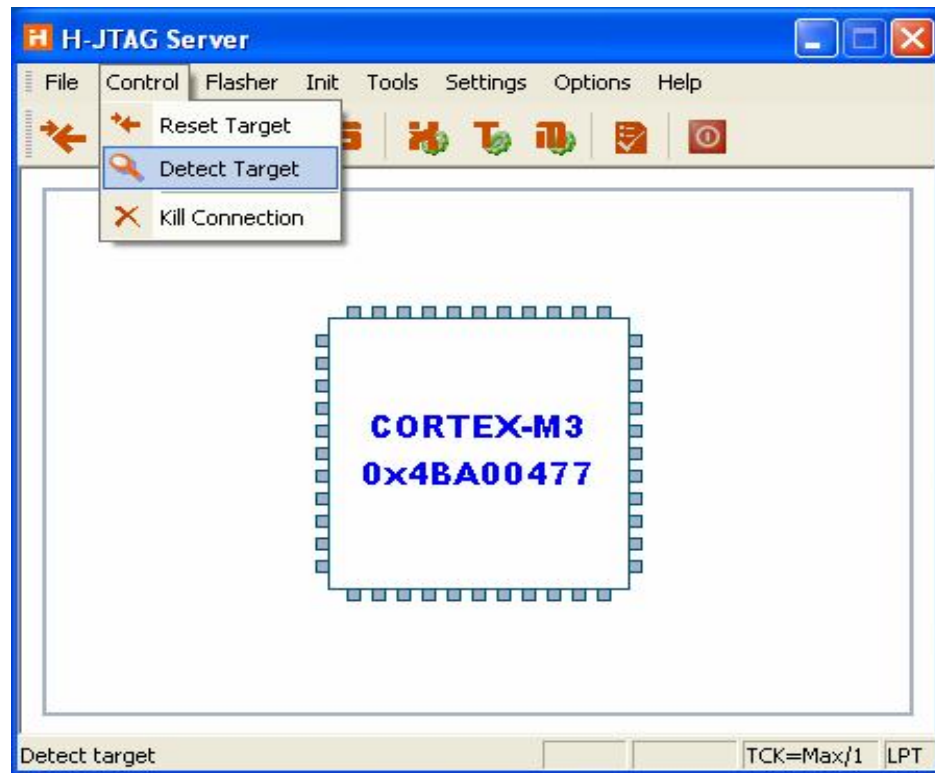 H-JTAG Server
File Control Flasher Init Tools Settings Options Help
Reset Target
Detect Target
Kill Connection
CORTEX-M3
0x4BA00477
Detect target TCK=Max/1 LPT